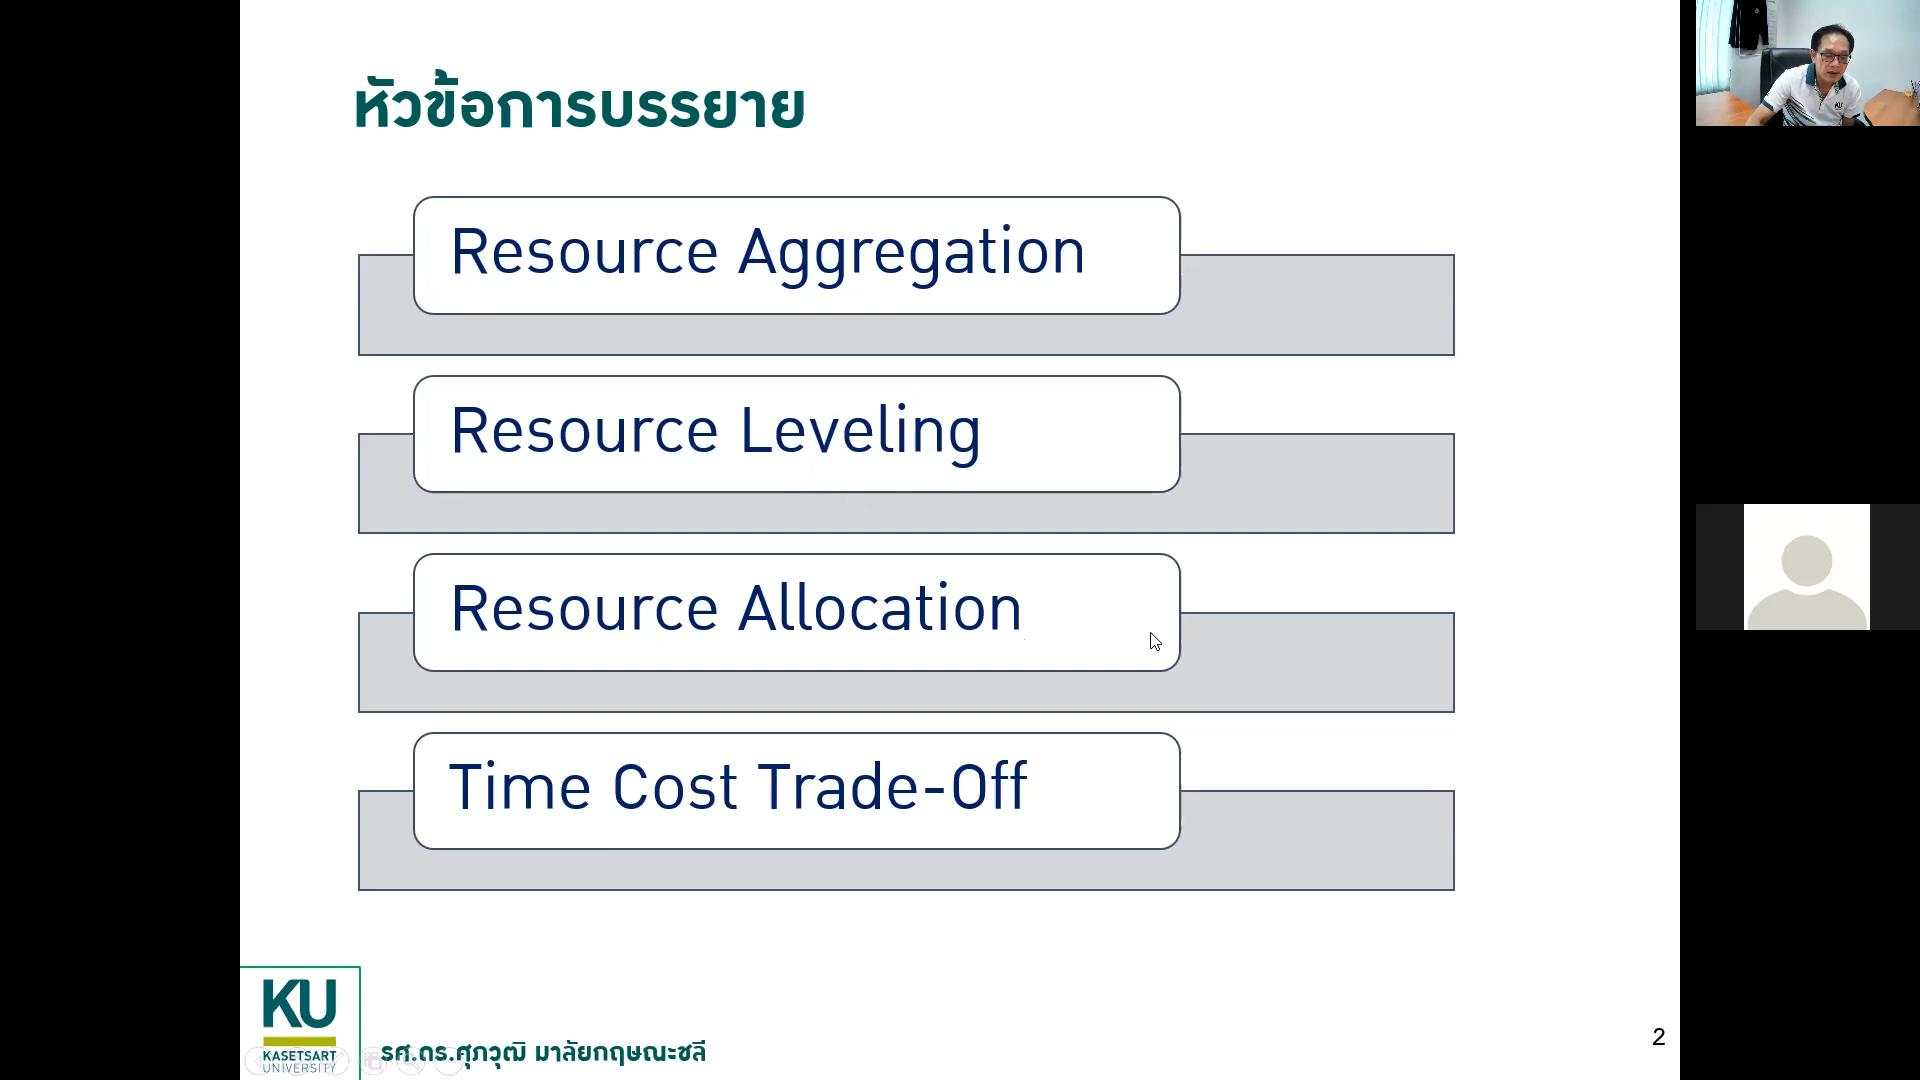 หัวข้อการบรรยาย
Resource Aggregation
Resource Leveling
Resource Allocation
Time Cost Trade-Off
KU
KASETSART
UNIVERSITY
รศ.ดร.ศุภวุฒิ มาลัยกฤษณะชลี
2